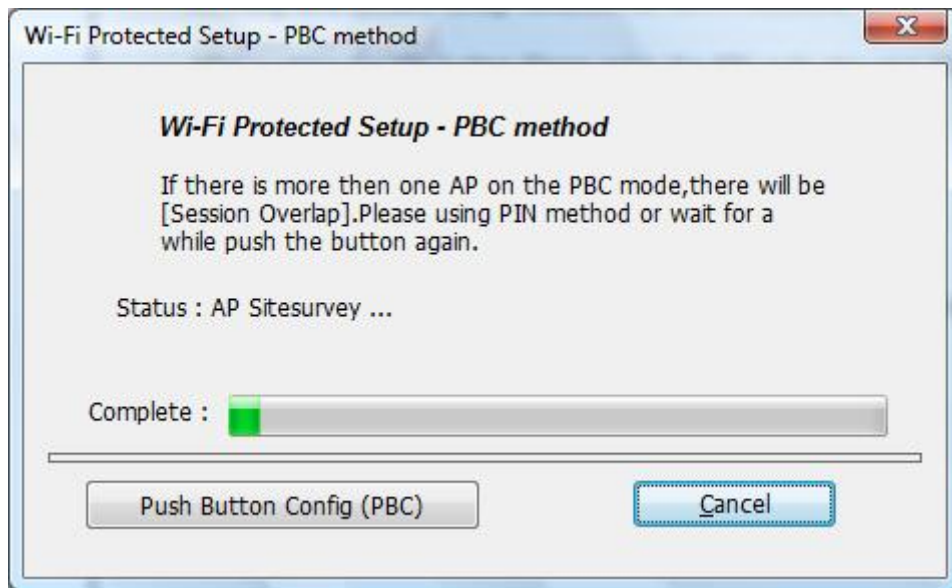 Wi-Fi Protected Setup - PBC method
Wi-Fi Protected Setup - PBC method
If there is more then one AP on the PBC mode,there will be
[Session Overlap].Please using PIN method or wait for a
while push the button again.
Status : AP Sitesurvey ...
Complete :
Push Button Config (PBC)
Cancel